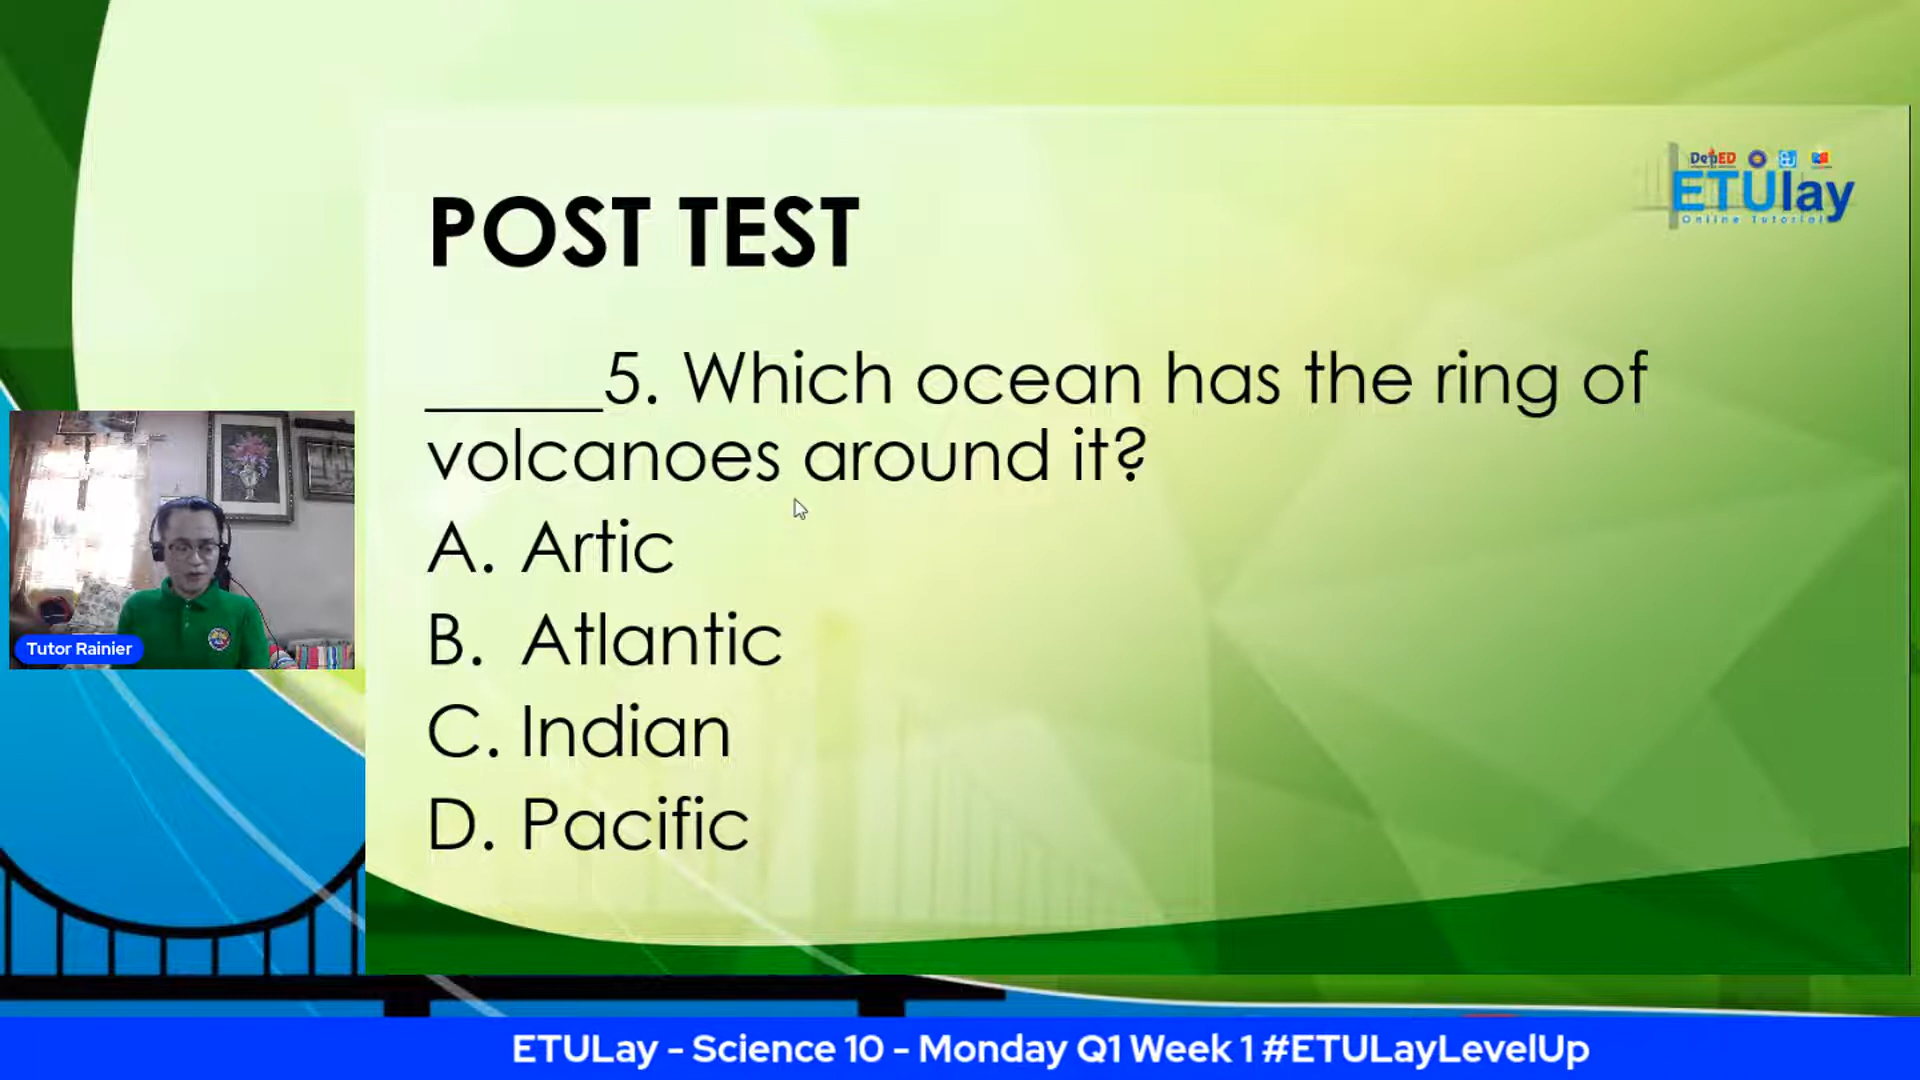 POST TEST
DepED
ETUlay
Online Tutorial
_____5. Which ocean has the ring of
volcanoes around it?
A. Artic
B. Atlantic
C. Indian
D. Pacific
Tutor Rainier
ETULay - Science 10 - Monday Q1 Week 1 #ETULayLevelUp